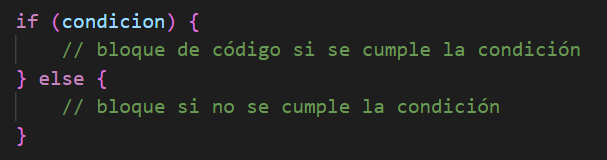 if (condicion) {
    // bloque de código si se cumple la condición
} else {
    // bloque si no se cumple la condición
}